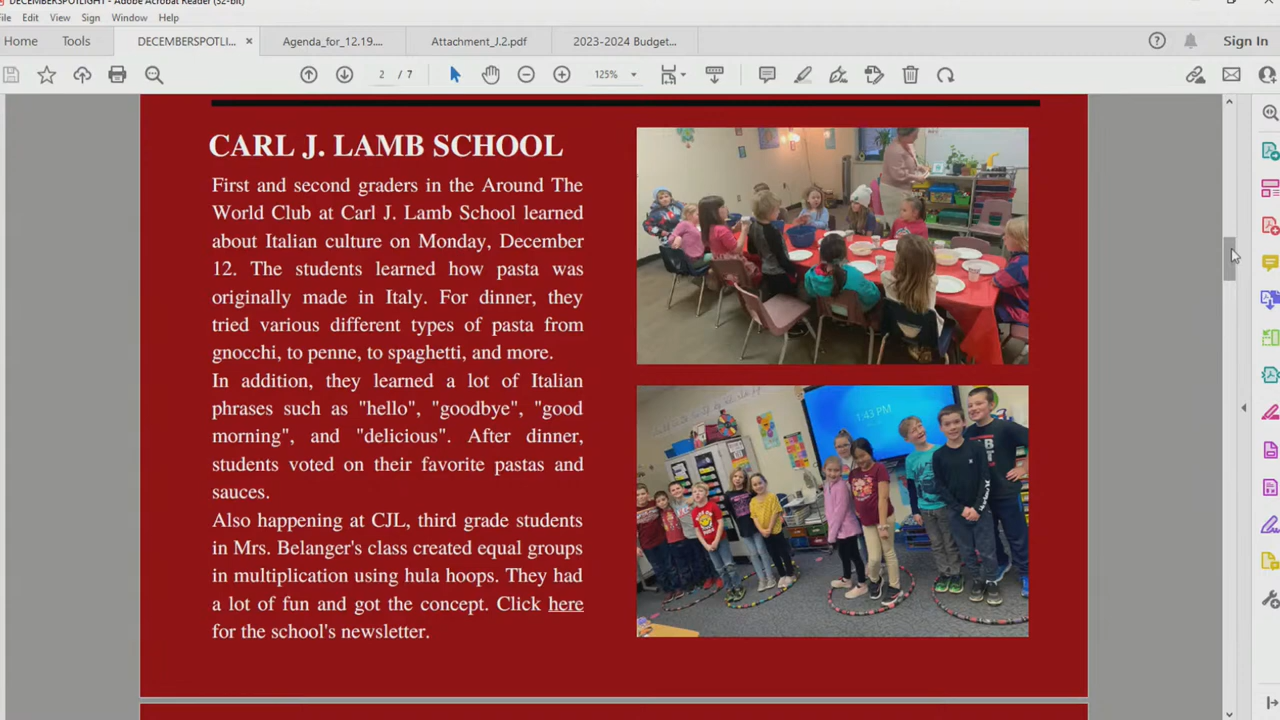 DECEMBERSPOTLIGHT - Adobe Acrobat Reader (32-bit)
File Edit View Sign Window Help
Home Tools DECEMBERSPOTLI... × Agenda_for_12.19.... Attachment_J.2.pdf 2023-2024 Budget... Sign In
2 / 7 125%
CARL J. LAMB SCHOOL
First and second graders in the Around The
World Club at Carl J. Lamb School learned
about Italian culture on Monday, December
12. The students learned how pasta was
originally made in Italy. For dinner, they
tried various different types of pasta from
gnocchi, to penne, to spaghetti, and more.
In addition, they learned a lot of Italian
phrases such as "hello", "goodbye", "good
morning", and "delicious". After dinner,
students voted on their favorite pastas and
sauces.
Also happening at CJL, third grade students
in Mrs. Belanger's class created equal groups
in multiplication using hula hoops. They had
a lot of fun and got the concept. Click here
for the school's newsletter.
1:43 PM